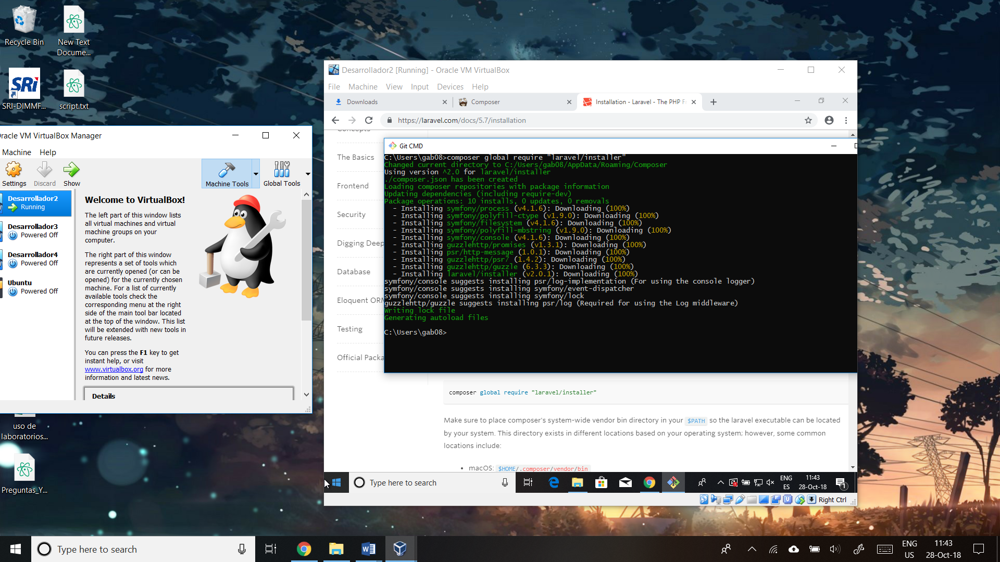 Recycle Bin
New Text
Docume...
SRi
SRI-DIMMF...
script.txt
uso de
laboratorios...
Preguntas_Y...
racle VM VirtualBox Manager
Machine Help
Settings Discard Show Machine Tools Global Tools
Desarrollador2
Running
Desarrollador3
Powered Off
Desarrollador4
Powered Off
Ubuntu
Powered Off
Welcome to VirtualBox!
The left part of this window lists
all virtual machines and virtual
machine groups on your
computer.
The right part of this window
represents a set of tools which
are currently opened (or can be
opened) for the currently chosen
machine. For a list of currently
available tools check the
corresponding menu at the right
side of the main tool bar located
at the top of the window. This list
will be extended with new tools in
future releases.
You can press the F1 key to get
instant help, or visit
www.virtualbox.org for more
information and latest news.
Details
Desarrollador2 [Running] - Oracle VM VirtualBox
File Machine View Input Devices Help
Downloads Composer Installation - Laravel - The PHP F
https://laravel.com/docs/5.7/installation
Concepts
The Basics
Frontend
Security
Digging Deep
Database
Eloquent ORM
Testing
Official Packa
Git CMD
C:\Users\gab08>composer global require "laravel/installer"
Changed current directory to C:/Users/gab08/AppData/Roaming/Composer
Using version ^2.0 for laravel/installer
./composer.json has been created
Loading composer repositories with package information
Updating dependencies (including require-dev)
Package operations: 10 installs, 0 updates, 0 removals
- Installing symfony/process (v4.1.6): Downloading (100%)
- Installing symfony/polyfill-ctype (v1.9.0): Downloading (100%)
- Installing symfony/filesystem (v4.1.6): Downloading (100%)
- Installing symfony/polyfill-mbstring (v1.9.0): Downloading (100%)
- Installing symfony/console (v4.1.6): Downloading (100%)
- Installing guzzlehttp/promises (v1.3.1): Downloading (100%)
- Installing psr/http-message (1.0.1): Downloading (100%)
- Installing guzzlehttp/psr7 (1.4.2): Downloading (100%)
- Installing guzzlehttp/guzzle (6.3.3): Downloading (100%)
- Installing laravel/installer (v2.0.1): Downloading (100%)
symfony/console suggests installing psr/log-implementation (For using the console logger)
symfony/console suggests installing symfony/event-dispatcher
symfony/console suggests installing symfony/lock
guzzlehttp/guzzle suggests installing psr/log (Required for using the Log middleware)
Writing lock file
Generating autoload files
C:\Users\gab08>
composer global require "laravel/installer"
Make sure to place composer's system-wide vendor bin directory in your $PATH so the laravel executable can be located
by your system. This directory exists in different locations based on your operating system; however, some common
locations include:
• macOS: $HOME/.composer/vendor/bin
Type here to search
ENG
ES
11:43
28-Oct-18
1
Right Ctrl
Type here to search
ENG
US
11:43
28-Oct-18